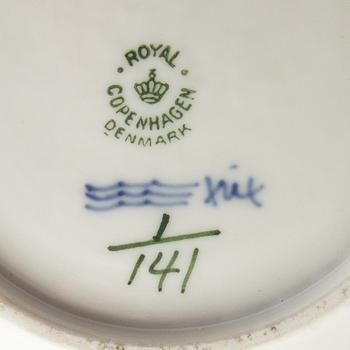 ROYAL
COPENHAGEN
DENMARK
1
141